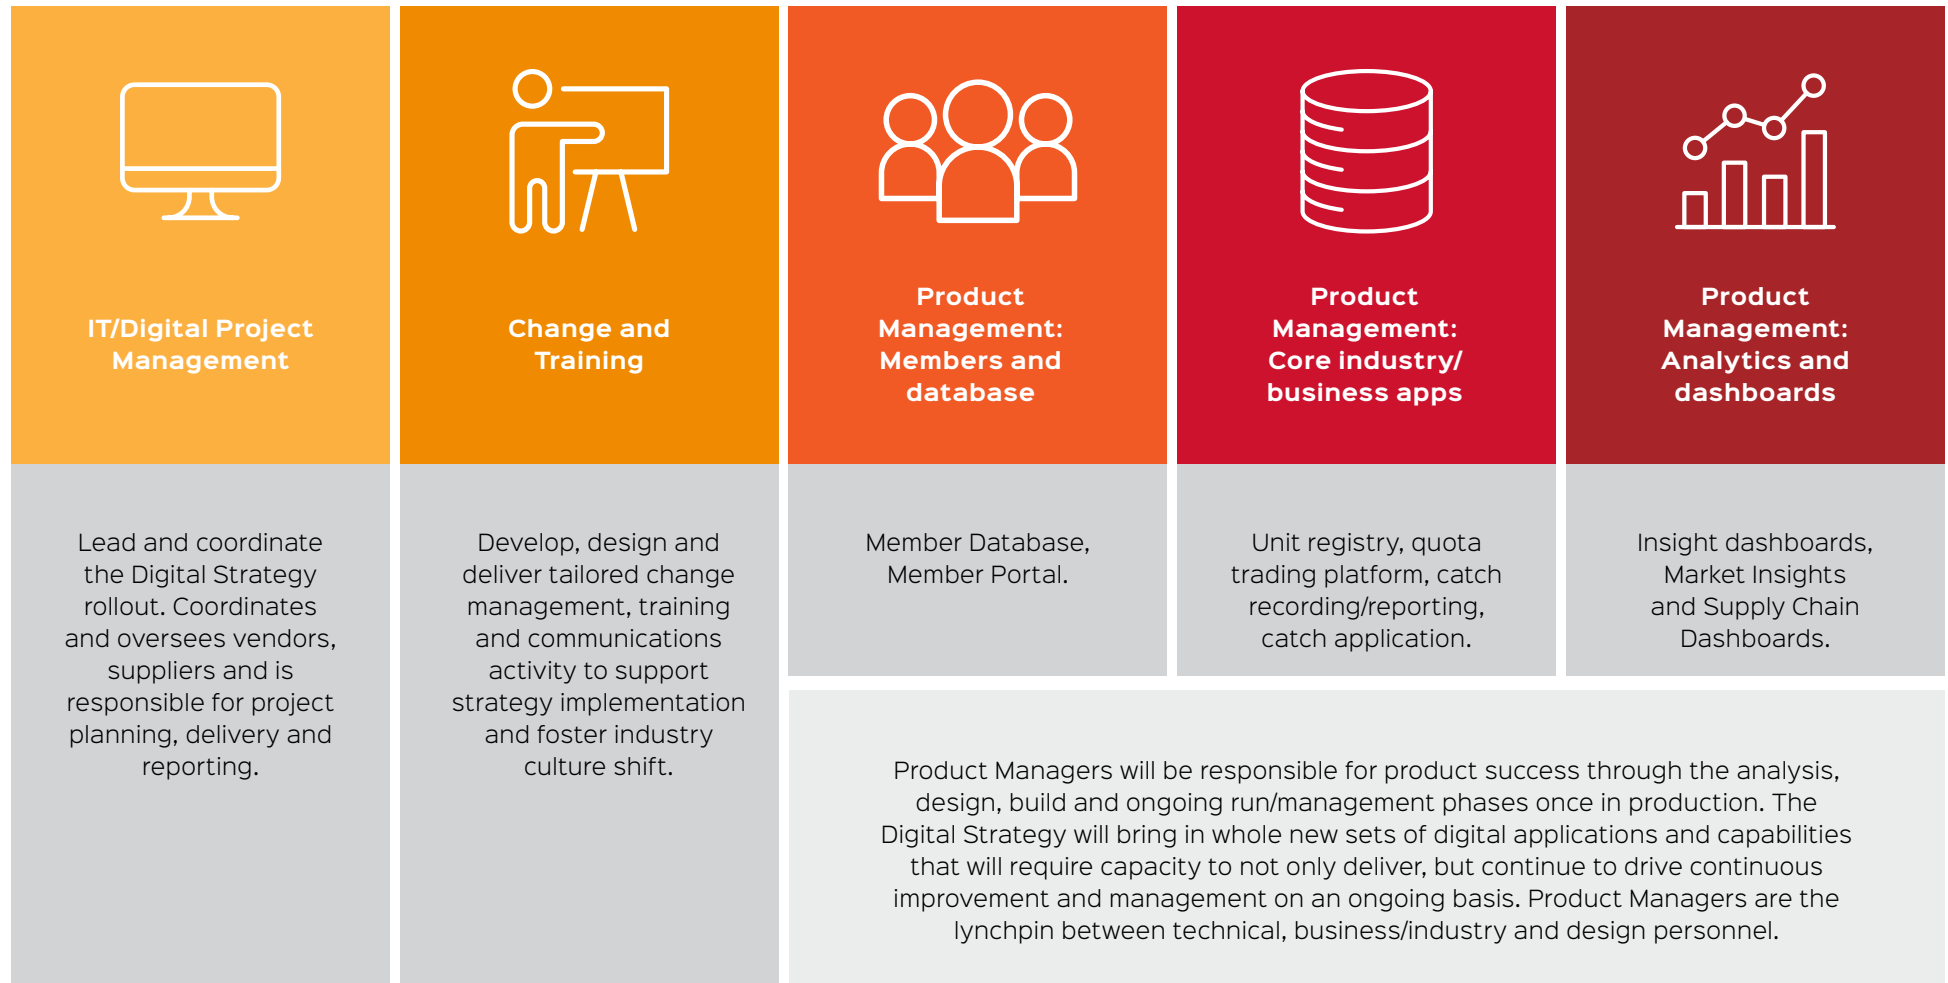 IT/Digital Project
Management
Lead and coordinate
the Digital Strategy
rollout. Coordinates
and oversees vendors,
suppliers and is
responsible for project
planning, delivery and
reporting.
Change and
Training
Develop, design and
deliver tailored change
management, training
and communications
activity to support
strategy implementation
and foster industry
culture shift.
Product
Management:
Members and
database
Member Database,
Member Portal.
Product
Management:
Core industry/
business apps
Unit registry, quota
trading platform, catch
recording/reporting,
catch application.
Product
Management:
Analytics and
dashboards
Insight dashboards,
Market Insights
and Supply Chain
Dashboards.
Product Managers will be responsible for product success through the analysis,
design, build and ongoing run/management phases once in production. The
Digital Strategy will bring in whole new sets of digital applications and capabilities
that will require capacity to not only deliver, but continue to drive continuous
improvement and management on an ongoing basis. Product Managers are the
lynchpin between technical, business/industry and design personnel.